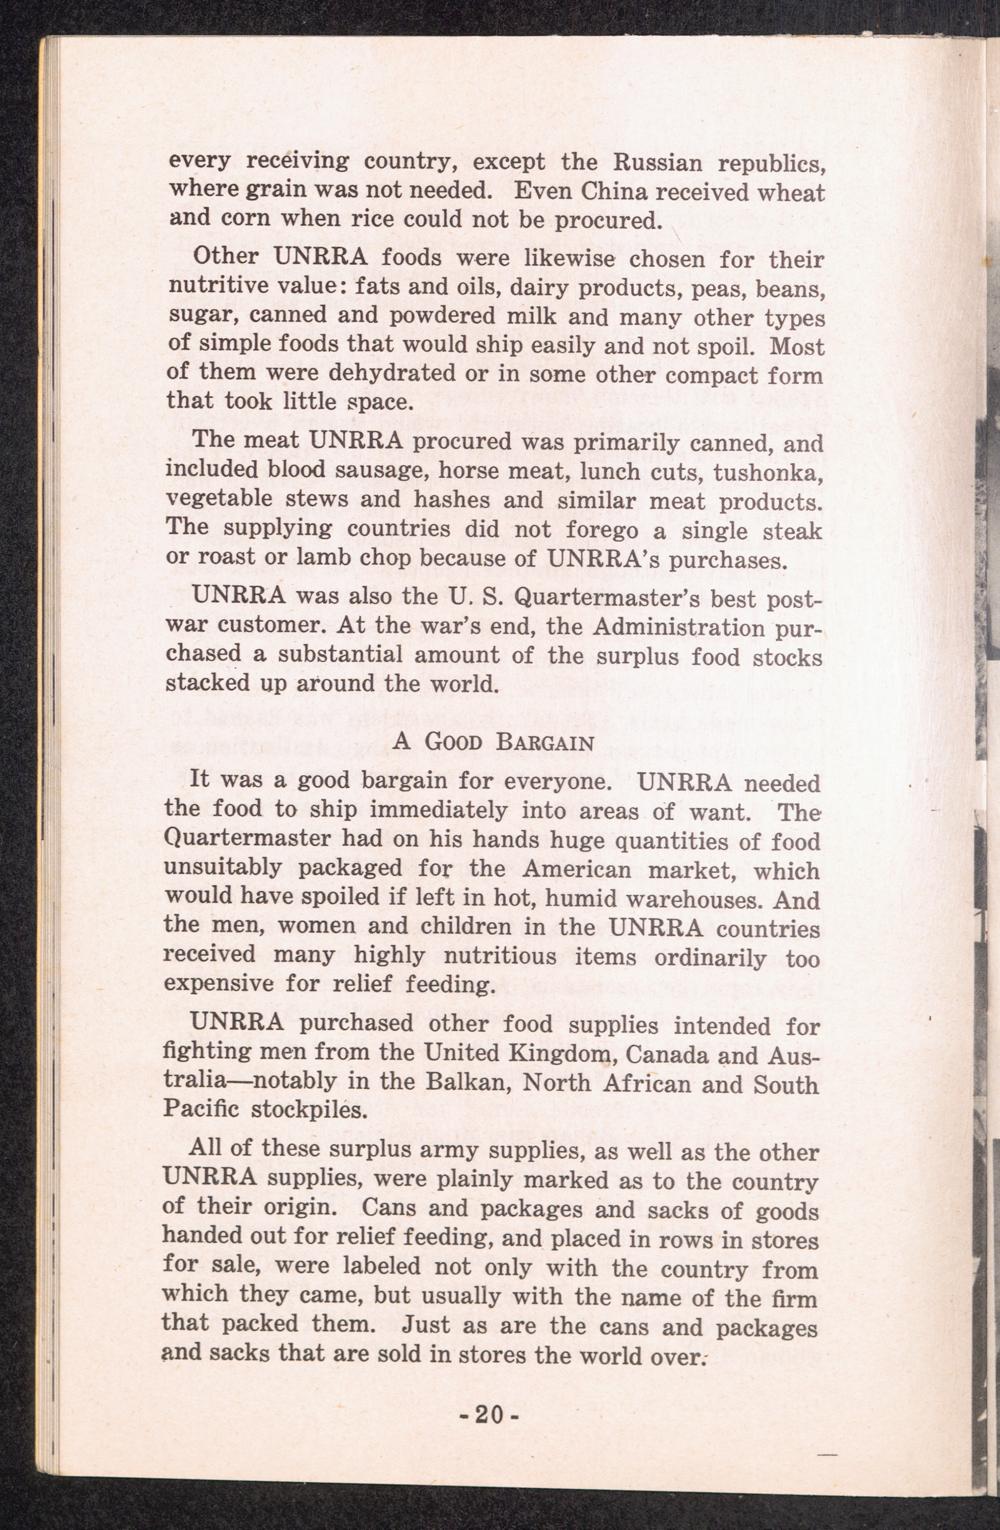 every receiving country, except the Russian republics,
where grain was not needed. Even China received wheat
and corn when rice could not be procured.
Other UNRRA foods were likewise chosen for their
nutritive value: fats and oils, dairy products, peas, beans,
sugar, canned and powdered milk and many other types
of simple foods that would ship easily and not spoil. Most
of them were dehydrated or in some other compact form
that took little space.
The meat UNRRA procured was primarily canned, and
included blood sausage, horse meat, lunch cuts, tushonka,
vegetable stews and hashes and similar meat products.
The supplying countries did not forego a single steak
or roast or lamb chop because of UNRRA's purchases.
UNRRA was also the U. S. Quartermaster's best post-
war customer. At the war's end, the Administration pur-
chased a substantial amount of the surplus food stocks
stacked up around the world.
A GOOD BARGAIN
It was a good bargain for everyone. UNRRA needed
the food to ship immediately into areas of want. The
Quartermaster had on his hands huge quantities of food
unsuitably packaged for the American market, which
would have spoiled if left in hot, humid warehouses. And
the men, women and children in the UNRRA countries
received many highly nutritious items ordinarily too
expensive for relief feeding.
UNRRA purchased other food supplies intended for
fighting men from the United Kingdom, Canada and Aus-
tralia—notably in the Balkan, North African and South
Pacific stockpiles.
All of these surplus army supplies, as well as the other
UNRRA supplies, were plainly marked as to the country
of their origin. Cans and packages and sacks of goods
handed out for relief feeding, and placed in rows in stores
for sale, were labeled not only with the country from
which they came, but usually with the name of the firm
that packed them. Just as are the cans and packages
and sacks that are sold in stores the world over.
- 20 -